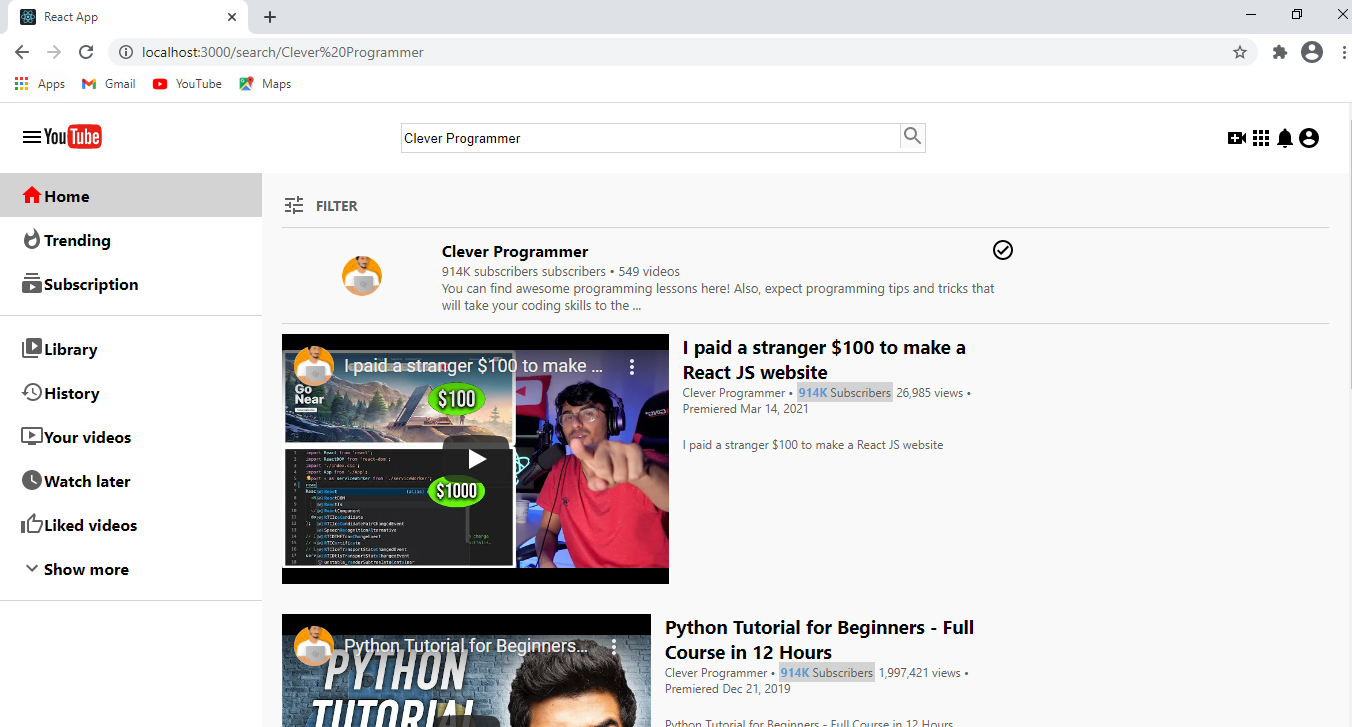 React App
localhost:3000/search/Clever%20Programmer
Apps Gmail YouTube Maps
YouTube
Clever Programmer
Home
Trending
Subscription
Library
History
Your videos
Watch later
Liked videos
Show more
FILTER
Clever Programmer
914K subscribers subscribers • 549 videos
You can find awesome programming lessons here! Also, expect programming tips and tricks that
will take your coding skills to the ...
I paid a stranger $100 to make ...
Go
Near
$100
$1000
I paid a stranger $100 to make a
React JS website
Clever Programmer • 914K Subscribers 26,985 views •
Premiered Mar 14, 2021
I paid a stranger $100 to make a React JS website
Python Tutorial for Beginners...
PYTHON
TUTORIAL
Python Tutorial for Beginners - Full
Course in 12 Hours
Clever Programmer • 914K Subscribers 1,997,421 views •
Premiered Dec 21, 2019
Python Tutorial for Beginners - Full Course in 12 Hours